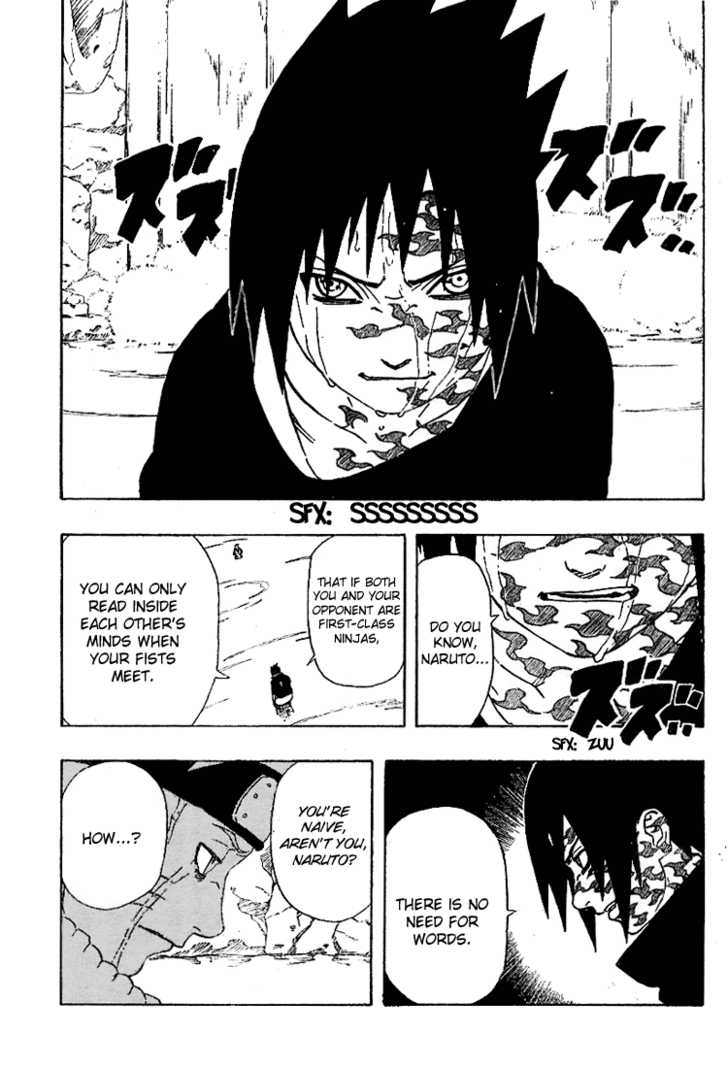 ズズ
ズズ
SFX: SSSSSSSSS
DO YOU
KNOW,
NARUTO...
ズズ
SFX: ZUU
THAT IF BOTH
YOU AND YOUR
OPPONENT ARE
FIRST-CLASS
NINJAS,
YOU CAN ONLY
READ INSIDE
EACH OTHER'S
MINDS WHEN
YOUR FISTS
MEET.
THERE IS NO
NEED FOR
WORDS.
YOU'RE
NAIVE,
AREN'T YOU,
NARUTO?
HOW...?